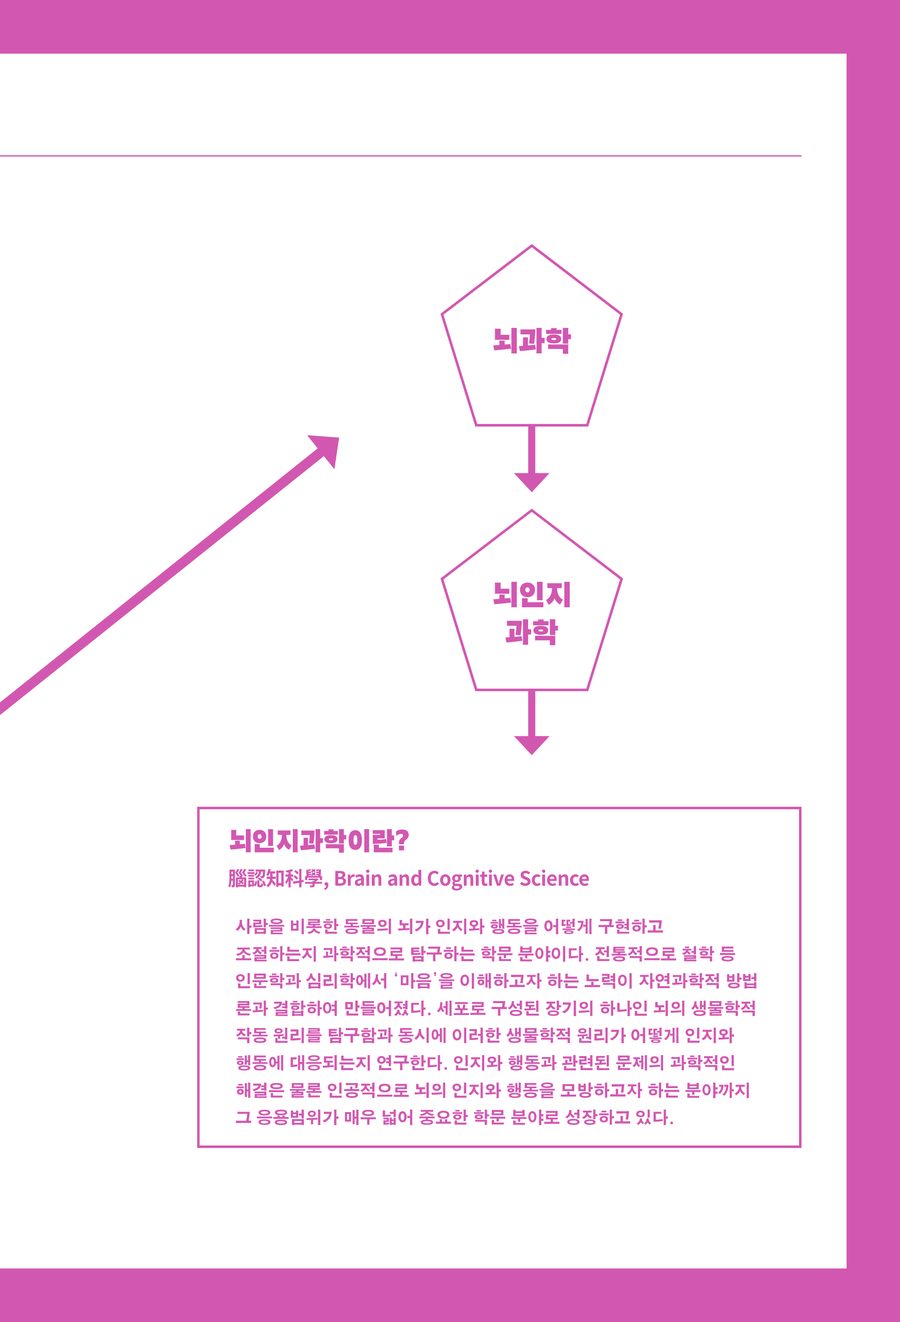 뇌과학
뇌인지
과학
뇌인지과학이란?
腦認知科學, Brain and Cognitive Science
사람을 비롯한 동물의 뇌가 인지와 행동을 어떻게 구현하고
조절하는지 과학적으로 탐구하는 학문 분야이다. 전통적으로 철학 등
인문학과 심리학에서 ‘마음’을 이해하고자 하는 노력이 자연과학적 방법
론과 결합하여 만들어졌다. 세포로 구성된 장기의 하나인 뇌의 생물학적
작동 원리를 탐구함과 동시에 이러한 생물학적 원리가 어떻게 인지와
행동에 대응되는지 연구한다. 인지와 행동과 관련된 문제의 과학적인
해결은 물론 인공적으로 뇌의 인지와 행동을 모방하고자 하는 분야까지
그 응용범위가 매우 넓어 중요한 학문 분야로 성장하고 있다.